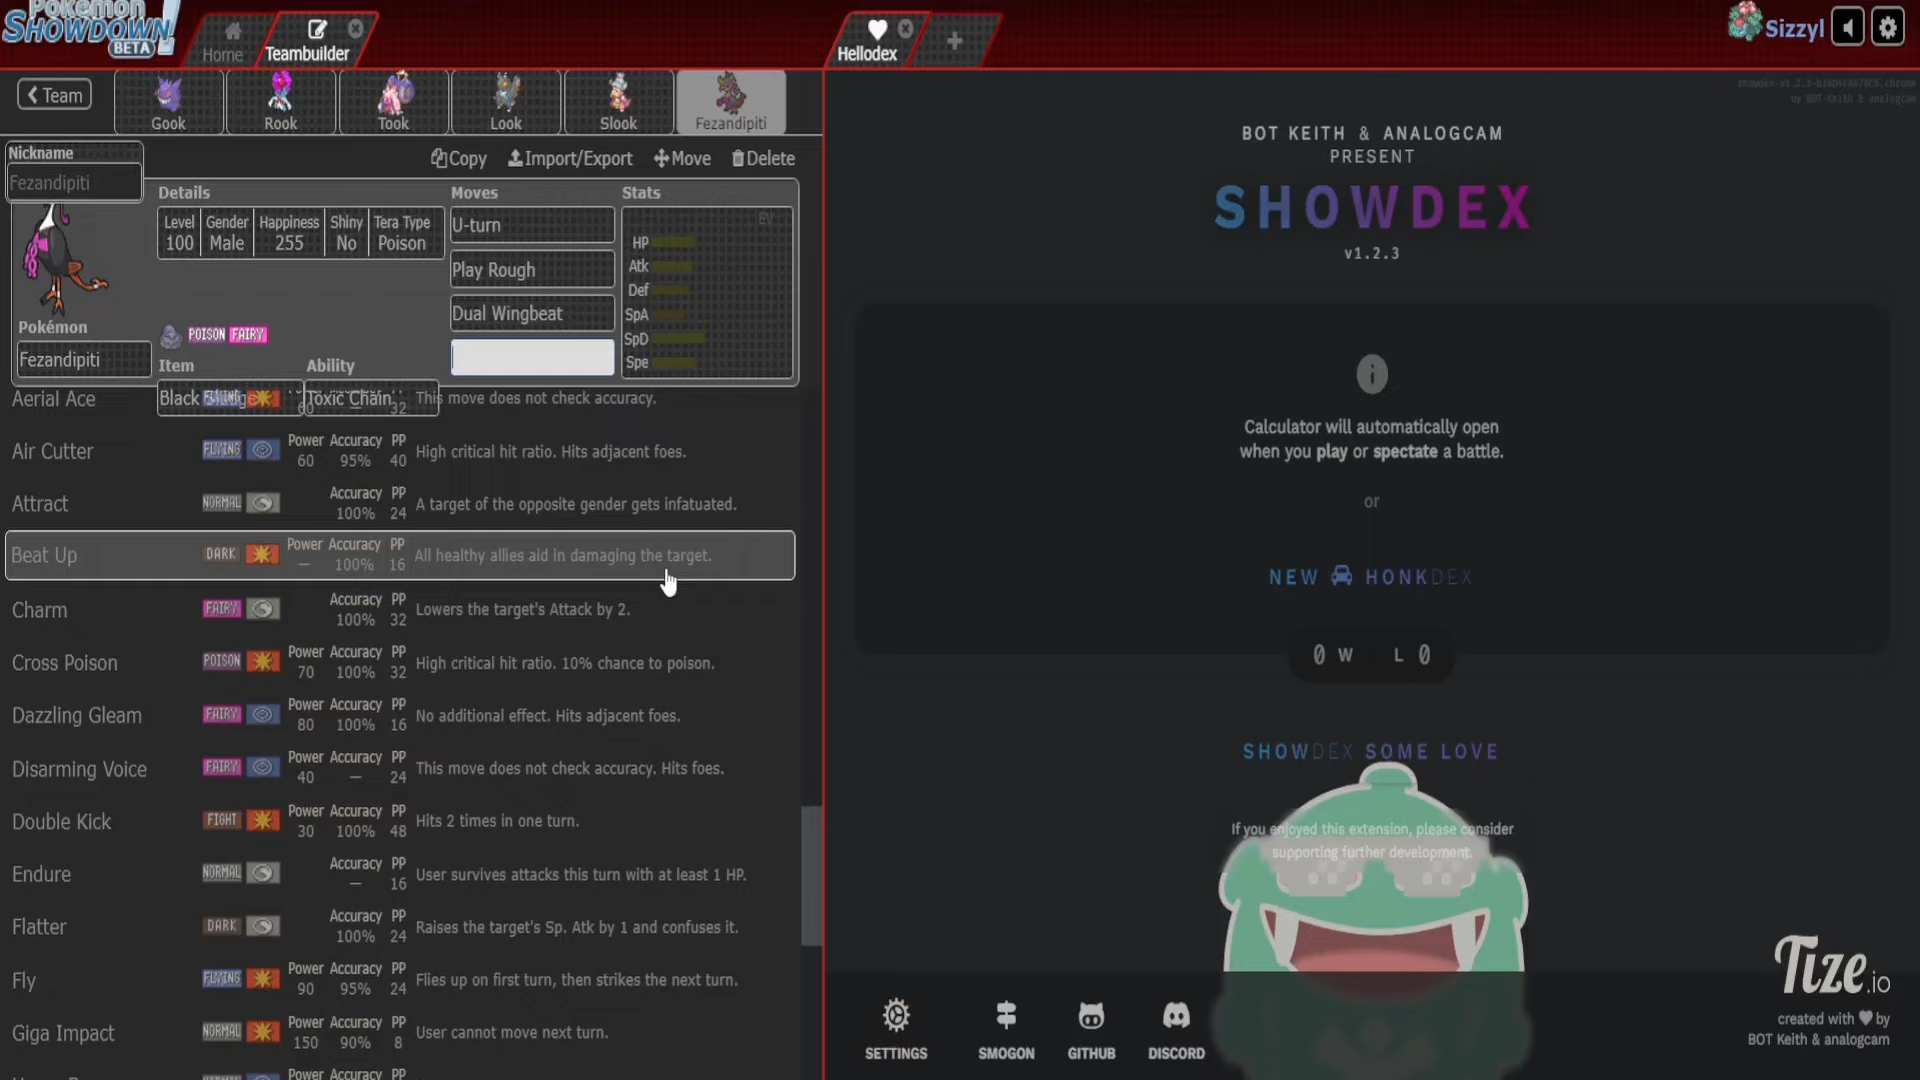 Pokémon
SHOWDOWN!
BETA
Home
Teambuilder
Hellodex
Sizzyl
Team
Gook
Rook
Took
Look
Slook
Fezandipiti
by BOT-Keith & analogcam
Nickname
Fezandipiti
Copy
Import/Export
Move
Delete
Details
Level
100
Gender
Male
Happiness
255
Shiny
No
Tera Type
Poison
POISON FAIRY
Pokémon
Fezandipiti
Item
Ability
Toxic Chain
Moves
U-turn
Play Rough
Dual Wingbeat
Stats
EV
HP
Atk
Def
SpA
SpD
Spe
Aerial Ace FLYING 60 — 32 This move does not check accuracy.
Air Cutter FLYING Power 60 Accuracy 95% PP 40 High critical hit ratio. Hits adjacent foes.
Attract NORMAL Accuracy 100% PP 24 A target of the opposite gender gets infatuated.
Beat Up DARK Power — Accuracy 100% PP 16 All healthy allies aid in damaging the target.
Charm FAIRY Accuracy 100% PP 32 Lowers the target's Attack by 2.
Cross Poison POISON Power 70 Accuracy 100% PP 32 High critical hit ratio. 10% chance to poison.
Dazzling Gleam FAIRY Power 80 Accuracy 100% PP 16 No additional effect. Hits adjacent foes.
Disarming Voice FAIRY Power 40 Accuracy — PP 24 This move does not check accuracy. Hits foes.
Double Kick FIGHT Power 30 Accuracy 100% PP 48 Hits 2 times in one turn.
Endure NORMAL Accuracy — PP 16 User survives attacks this turn with at least 1 HP.
Flatter DARK Accuracy 100% PP 24 Raises the target's Sp. Atk by 1 and confuses it.
Fly FLYING Power 90 Accuracy 95% PP 24 Flies up on first turn, then strikes the next turn.
Giga Impact NORMAL Power 150 Accuracy 90% PP 8 User cannot move next turn.
BOT KEITH & ANALOGCAM
PRESENT
SHOWDEX
v1.2.3
Calculator will automatically open
when you play or spectate a battle.
or
NEW HONKDEX
0 W L 0
SHOWDEX SOME LOVE
If you enjoyed this extension, please consider
supporting further development.
SETTINGS
SMOGON
GITHUB
DISCORD
Tize.io
created with ♥ by
BOT Keith & analogcam